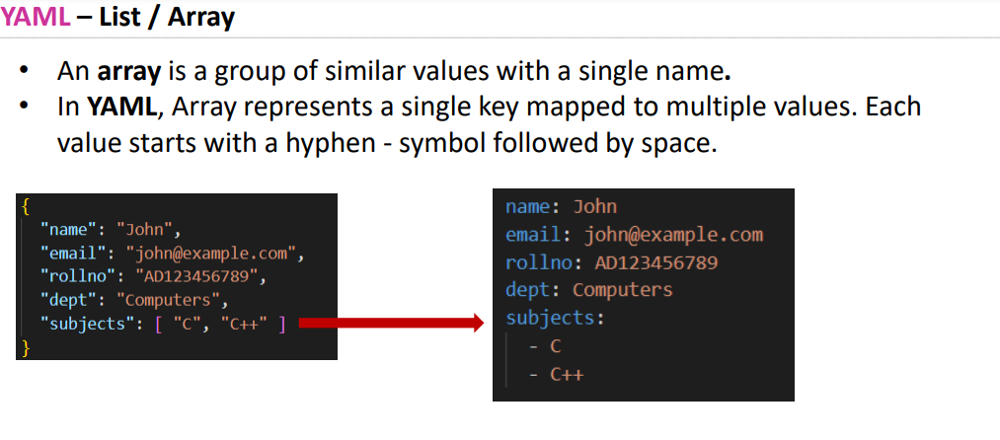 YAML – List / Array
• An array is a group of similar values with a single name.
• In YAML, Array represents a single key mapped to multiple values. Each
value starts with a hyphen - symbol followed by space.
{
"name": "John",
"email": "john@example.com",
"rollno": "AD123456789",
"dept": "Computers",
"subjects": [ "C", "C++" ]
}
name: John
email: john@example.com
rollno: AD123456789
dept: Computers
subjects:
- C
- C++